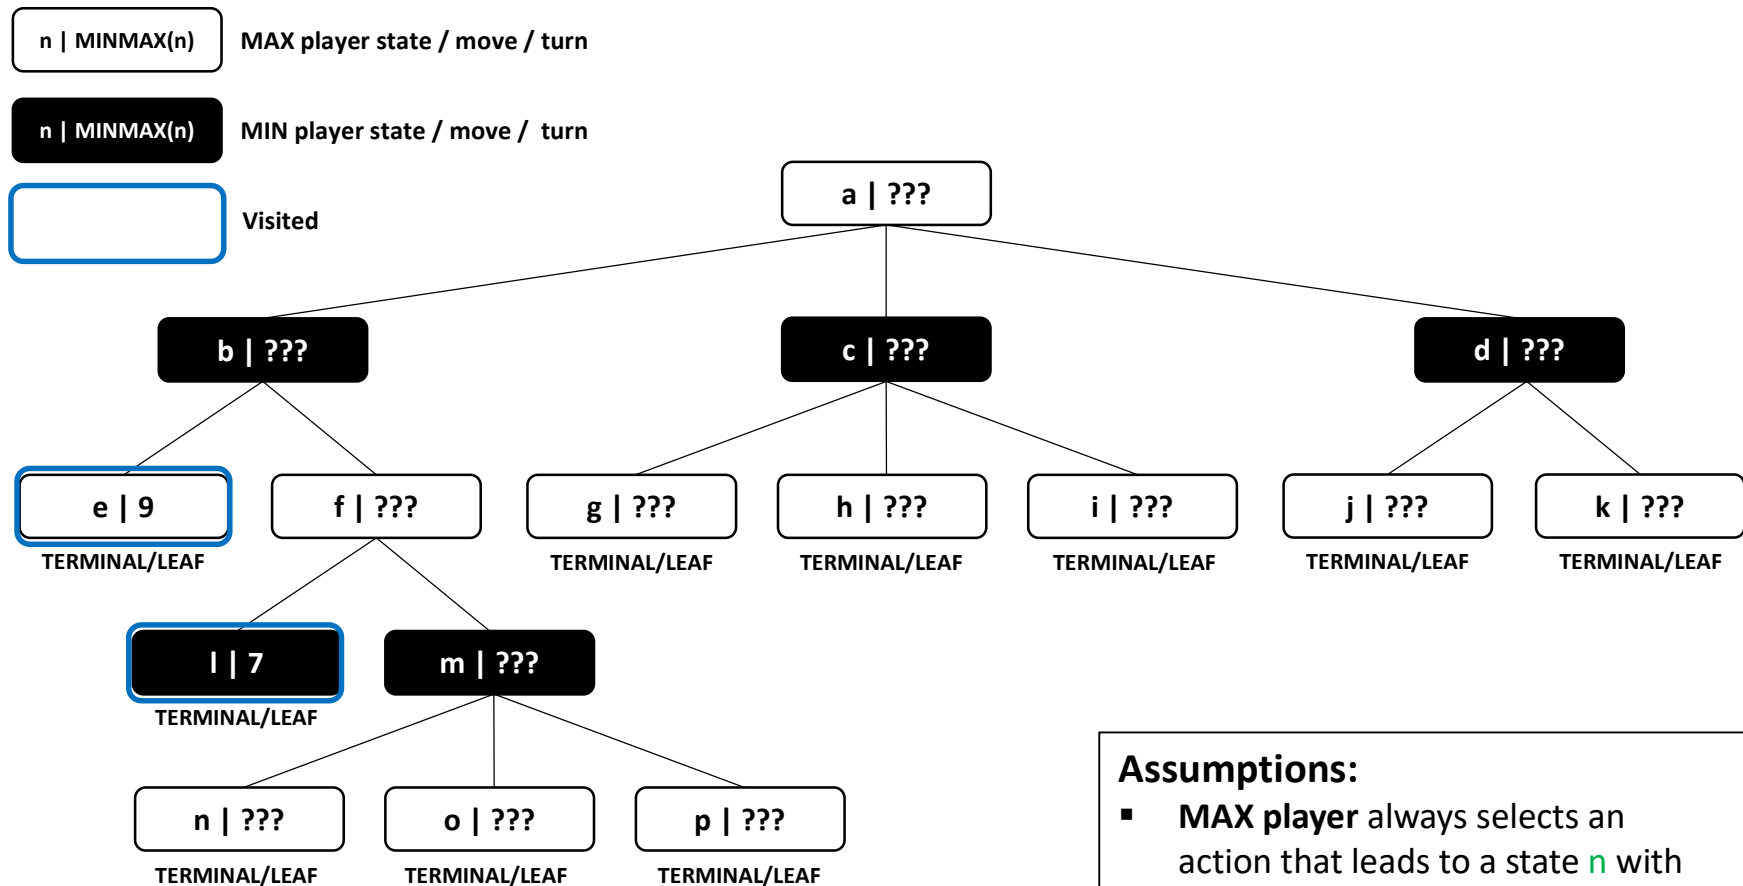 n | MINMAX(n) MAX player state / move / turn
n | MINMAX(n) MIN player state / move / turn
Visited
a | ???
b | ??? c | ??? d | ???
e | 9 f | ??? g | ??? h | ??? i | ??? j | ??? k | ???
TERMINAL/LEAF TERMINAL/LEAF TERMINAL/LEAF TERMINAL/LEAF TERMINAL/LEAF TERMINAL/LEAF
l | 7 m | ???
TERMINAL/LEAF
n | ??? o | ??? p | ???
TERMINAL/LEAF TERMINAL/LEAF TERMINAL/LEAF
Assumptions:
▪ MAX player always selects an
action that leads to a state n with